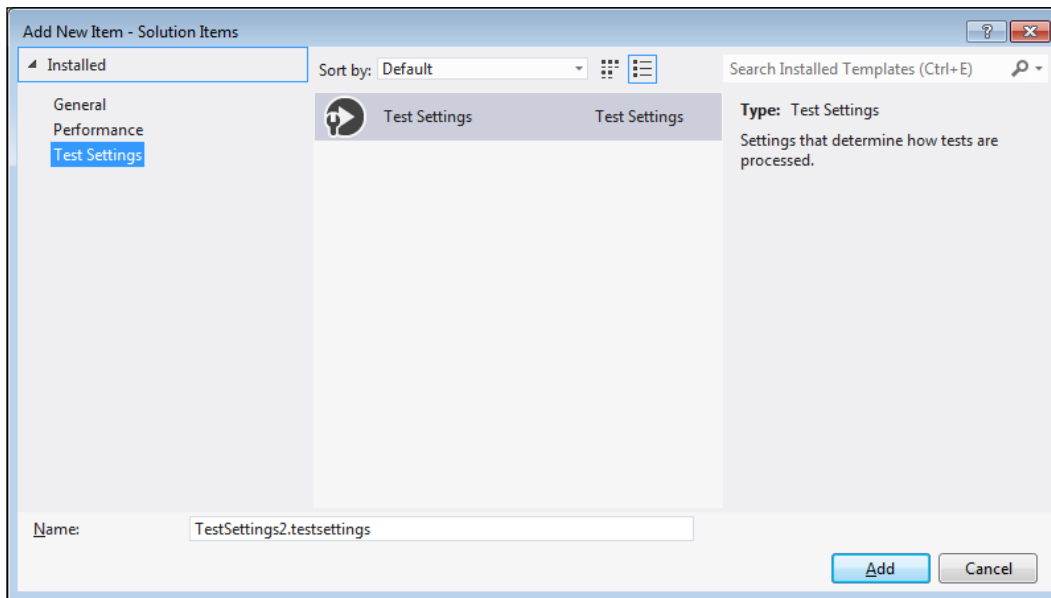 Add New Item - Solution Items
Installed
General
Performance
Test Settings
Sort by: Default
Test Settings Test Settings
Search Installed Templates (Ctrl+E)
Type: Test Settings
Settings that determine how tests are
processed.
Name: TestSettings2.testsettings
Add Cancel